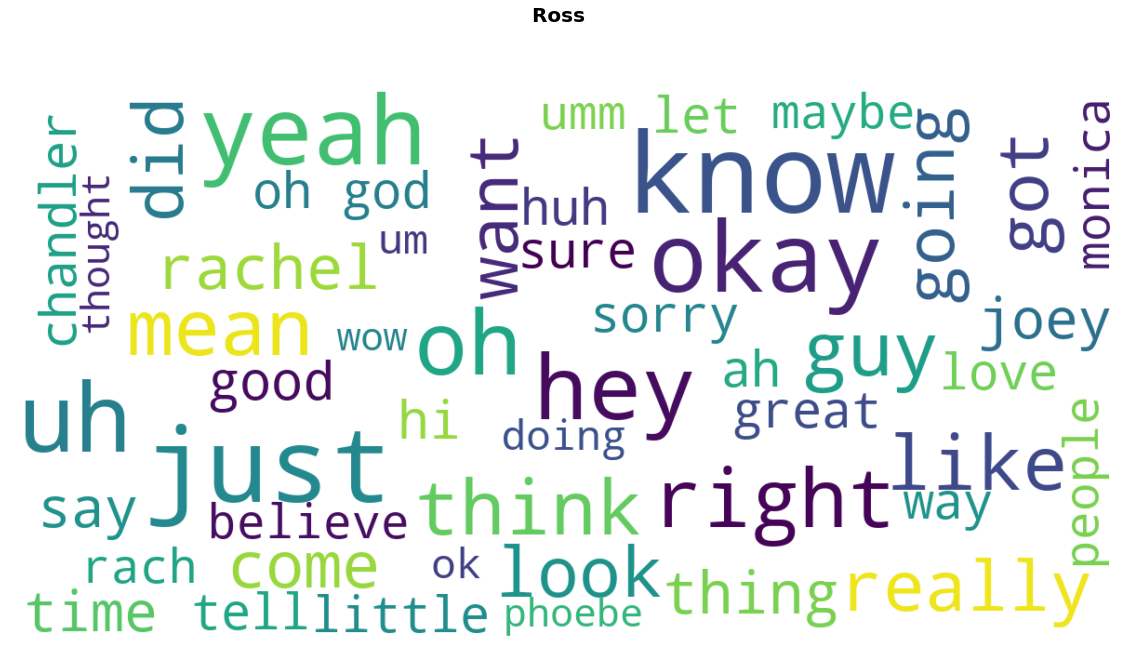 Ross
yeah
did
umm
let
maybe
going
monica
chandler
thought
oh god
want
huh
know
got
um
sure
okay
rachel
mean
wow
oh
sorry
joey
good
hey
ah
guy
love
uh
hi
doing
great
people
just
like
say
believe
think
right
way
rach
come
ok
look
thing
really
time
tell
little
phoebe